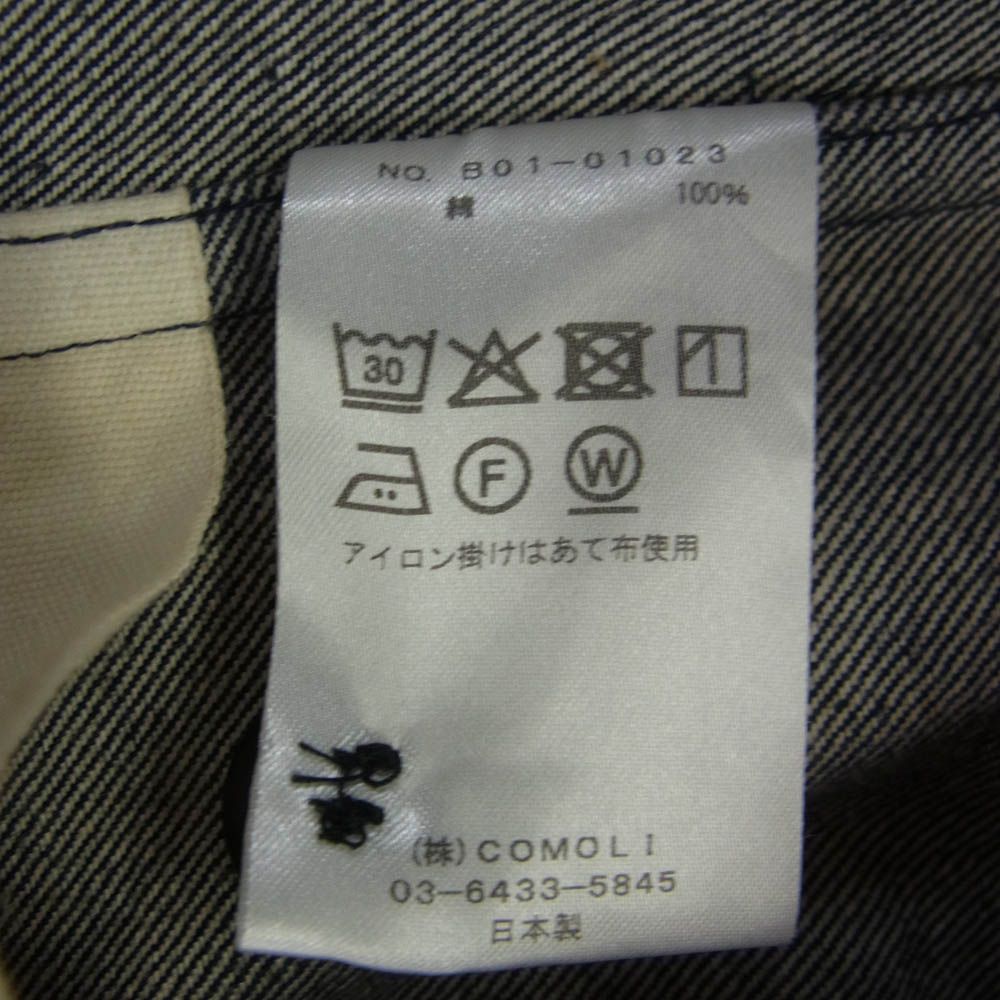 NO. B01-01023
綿 100%
30
F W
アイロン掛けはあて布使用
(株)COMOLI
03-6433-5845
日本製